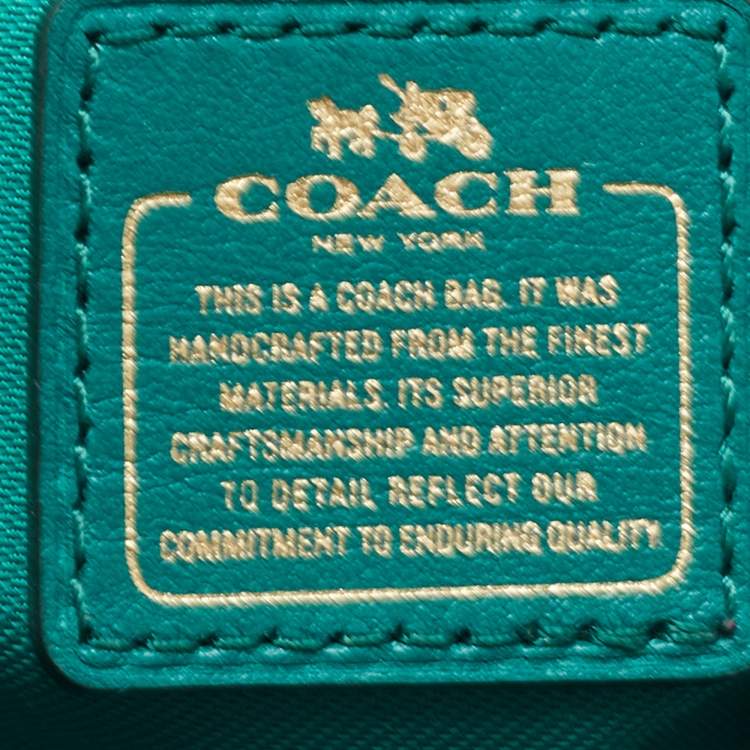 COACH
NEW YORK
THIS IS A COACH BAG. IT WAS
HANDCRAFTED FROM THE FINEST
MATERIALS. ITS SUPERIOR
CRAFTSMANSHIP AND ATTENTION
TO DETAIL REFLECT OUR
COMMITMENT TO ENDURING QUALITY.